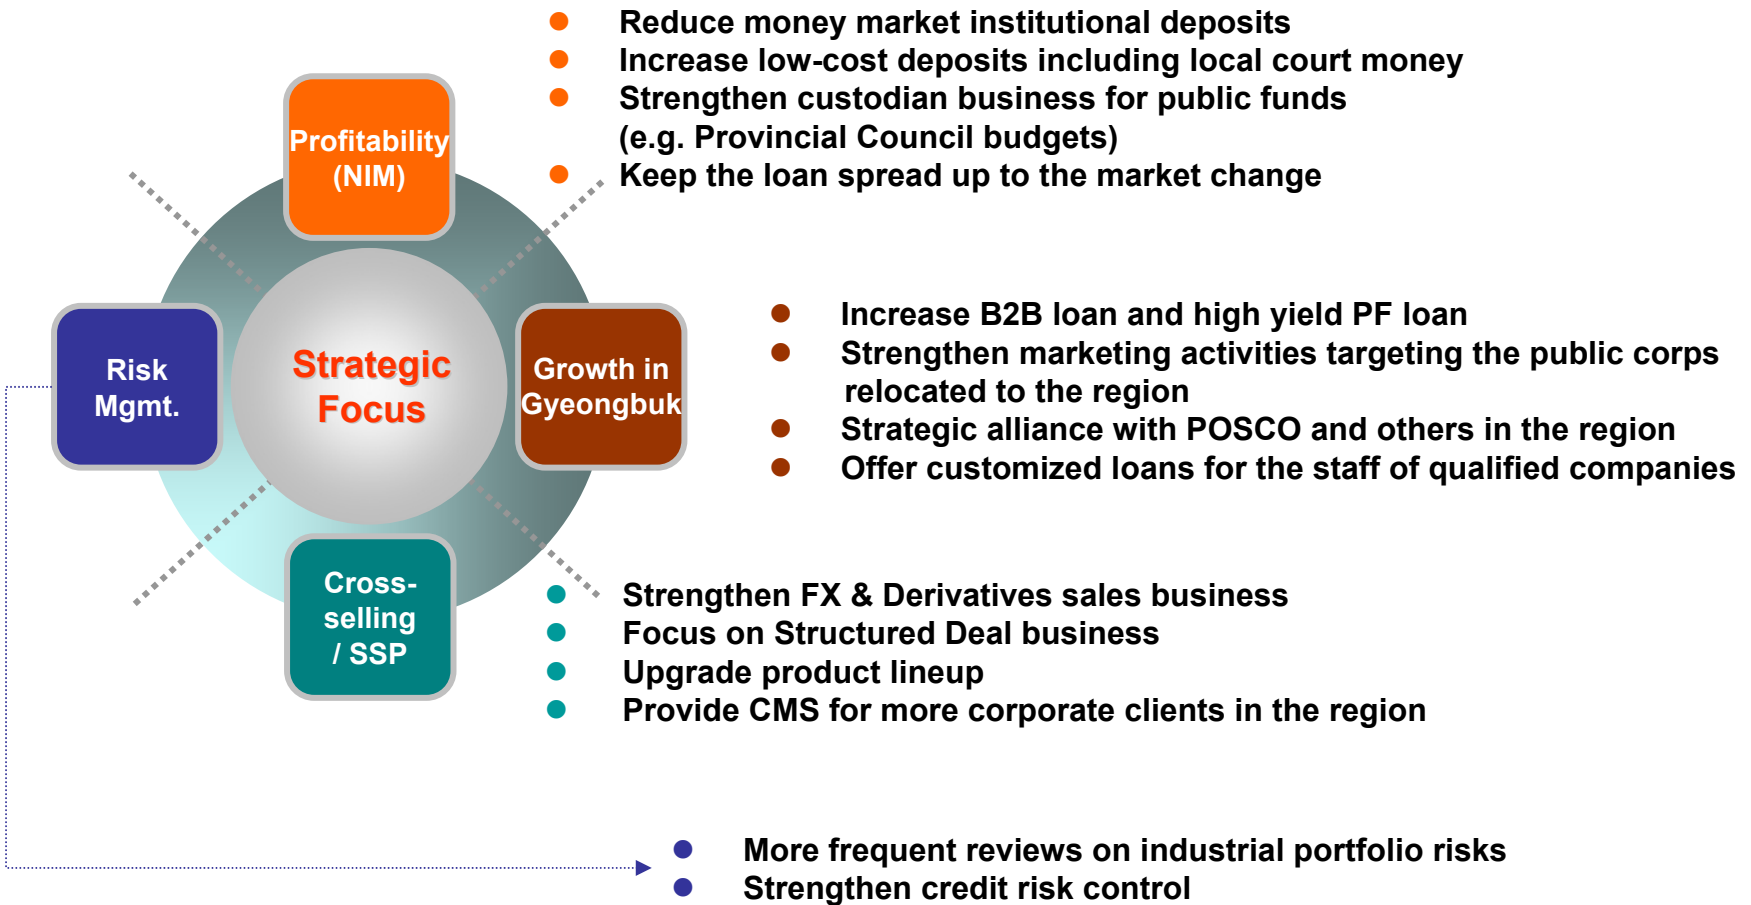 Reduce money market institutional deposits
Increase low-cost deposits including local court money
Strengthen custodian business for public funds
(e.g. Provincial Council budgets)
Keep the loan spread up to the market change
Profitability
(NIM)
Risk
Mgmt.
Strategic
Focus
Growth in
Gyeongbuk
Increase B2B loan and high yield PF loan
Strengthen marketing activities targeting the public corps
relocated to the region
Strategic alliance with POSCO and others in the region
Offer customized loans for the staff of qualified companies
Cross-
selling
/ SSP
Strengthen FX & Derivatives sales business
Focus on Structured Deal business
Upgrade product lineup
Provide CMS for more corporate clients in the region
More frequent reviews on industrial portfolio risks
Strengthen credit risk control